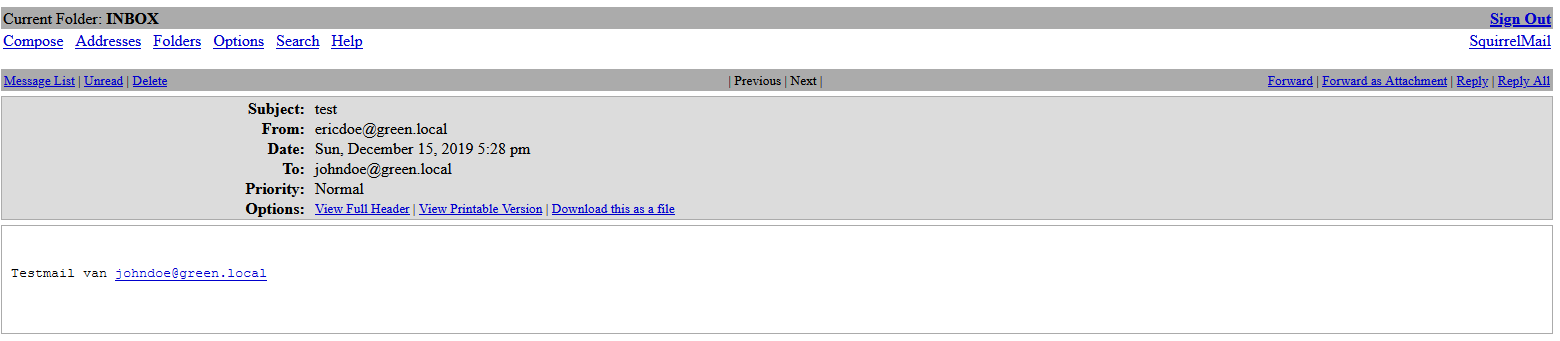 Current Folder: INBOX Sign Out
Compose Addresses Folders Options Search Help SquirrelMail
Message List | Unread | Delete | Previous | Next | Forward | Forward as Attachment | Reply | Reply All
Subject: test
From: ericdoe@green.local
Date: Sun, December 15, 2019 5:28 pm
To: johndoe@green.local
Priority: Normal
Options: View Full Header | View Printable Version | Download this as a file
Testmail van johndoe@green.local